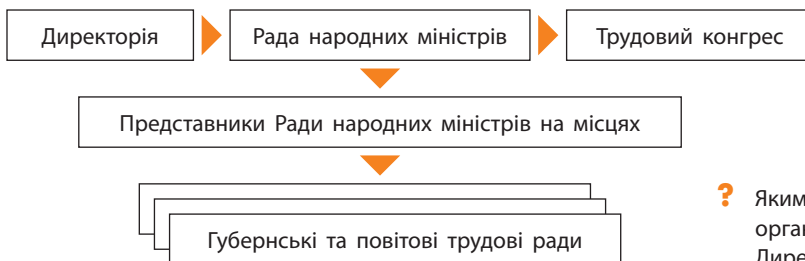 Директорія
Рада народних міністрів
Трудовий конгрес
Представники Ради народних міністрів на місцях
Губернські та повітові трудові ради
? Яким
орган
Дире